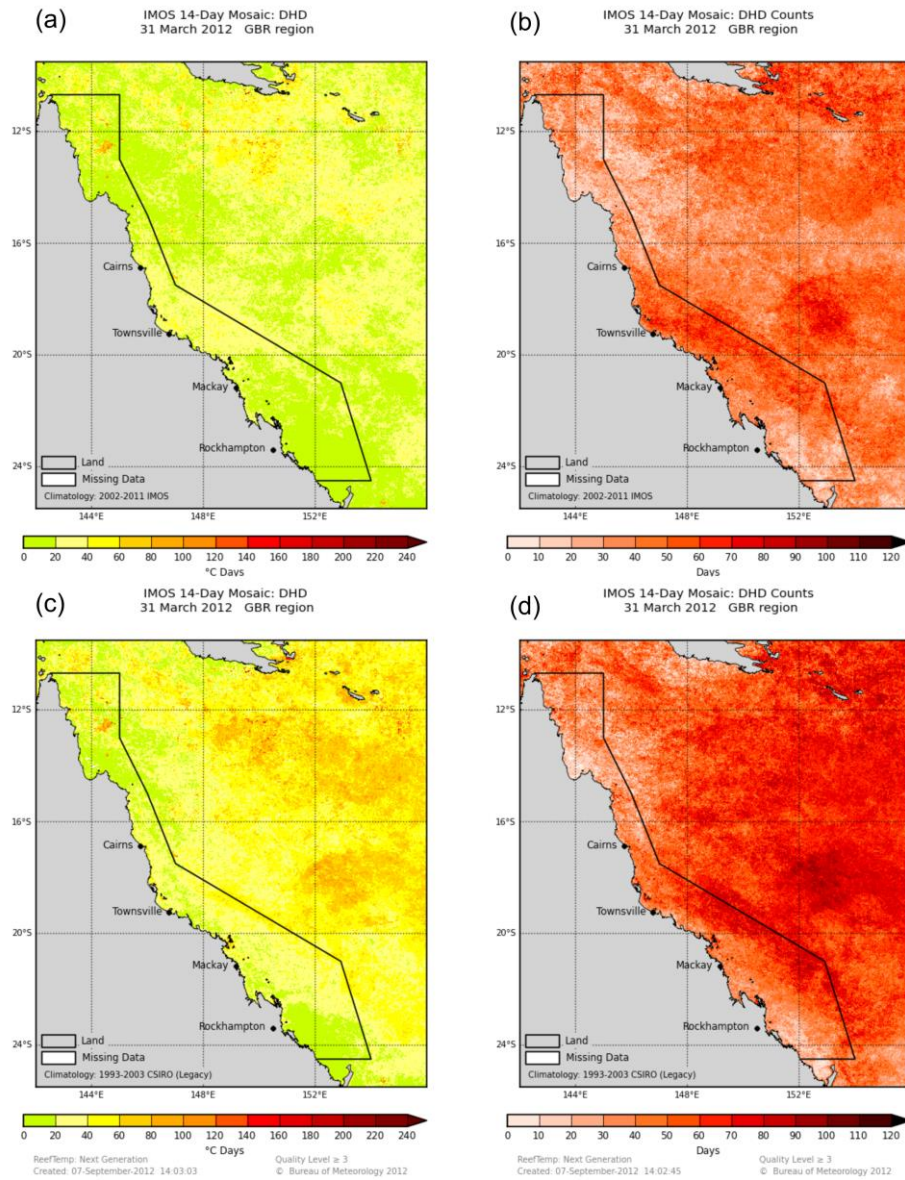 (a)
IMOS 14-Day Mosaic: DHD
31 March 2012 GBR region
12°S
16°S
Cairns
Townsville
20°S
Mackay
Rockhampton
24°S
Land
Missing Data
Climatology: 2002-2011 IMOS
144°E 148°E 152°E
0 20 40 60 80 100 120 140 160 180 200 220 240
°C Days
(b)
IMOS 14-Day Mosaic: DHD Counts
31 March 2012 GBR region
12°S
16°S
Cairns
Townsville
20°S
Mackay
Rockhampton
24°S
Land
Missing Data
Climatology: 2002-2011 IMOS
144°E 148°E 152°E
0 10 20 30 40 50 60 70 80 90 100 110 120
Days
(c)
IMOS 14-Day Mosaic: DHD
31 March 2012 GBR region
12°S
16°S
Cairns
Townsville
20°S
Mackay
Rockhampton
24°S
Land
Missing Data
Climatology: 1993-2003 CSIRO (Legacy)
144°E 148°E 152°E
0 20 40 60 80 100 120 140 160 180 200 220 240
°C Days
ReefTemp: Next Generation Quality Level ≥ 3
Created: 07-September-2012 14:03:03 © Bureau of Meteorology 2012
(d)
IMOS 14-Day Mosaic: DHD Counts
31 March 2012 GBR region
12°S
16°S
Cairns
Townsville
20°S
Mackay
Rockhampton
24°S
Land
Missing Data
Climatology: 1993-2003 CSIRO (Legacy)
144°E 148°E 152°E
0 10 20 30 40 50 60 70 80 90 100 110 120
Days
ReefTemp: Next Generation Quality Level ≥ 3
Created: 07-September-2012 14:02:45 © Bureau of Meteorology 2012